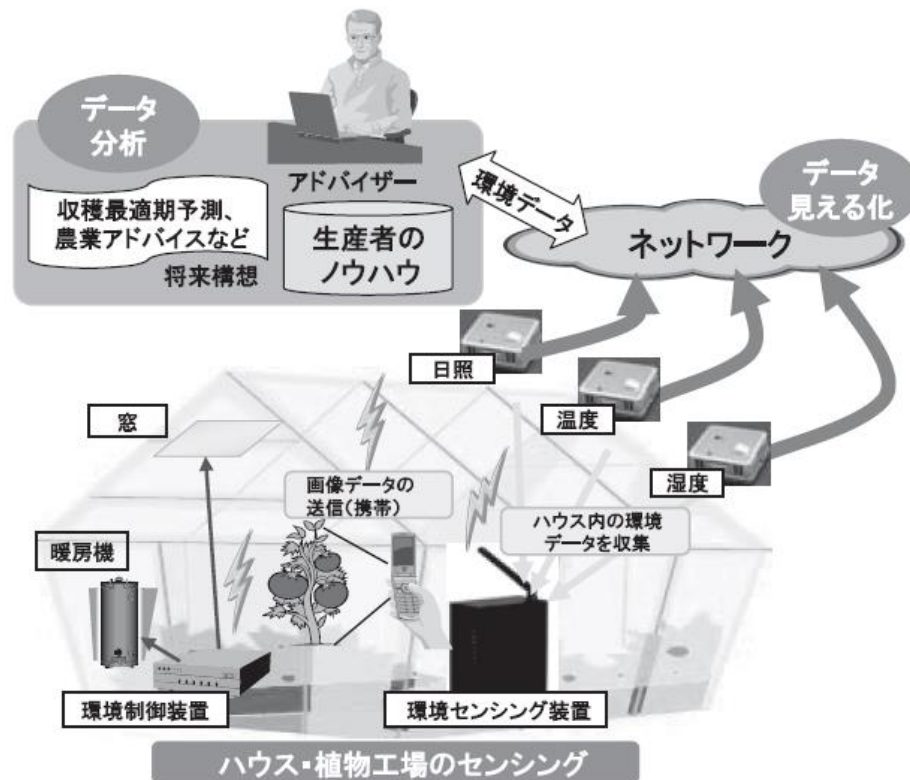 データ
分析
アドバイザー
収穫最適期予測、
農業アドバイスなど
将来構想
生産者の
ノウハウ
環境データ
データ
見える化
ネットワーク
日照
温度
湿度
窓
画像データの
送信(携帯)
ハウス内の環境
データを収集
暖房機
環境制御装置
環境センシング装置
ハウス・植物工場のセンシング